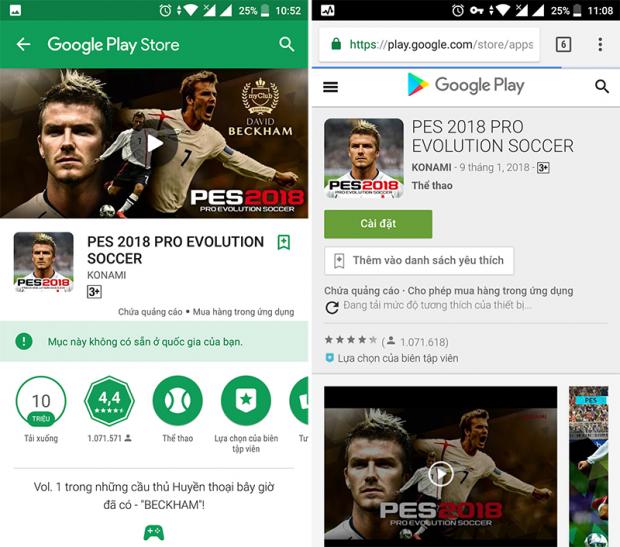 25% 10:52
Google Play Store
myClub
DAVID
BECKHAM
7
PES2018
PRO EVOLUTION SOCCER
PES2018
PES 2018 PRO EVOLUTION
SOCCER
KONAMI
3+
Chứa quảng cáo • Mua hàng trong ứng dụng
Mục này không có sẵn ở quốc gia của bạn.
10
TRIỆU
Tải xuống
4,4
1.071.571
Thể thao
Lựa chọn của biên
tập viên
Tư
Vol. 1 trong những cầu thủ Huyền thoại bây giờ
đã có - "BECKHAM"!
25% 11:08
https://play.google.com/store/apps
6
Google Play
PES2018
PES 2018 PRO
EVOLUTION SOCCER
KONAMI - 9 tháng 1, 2018 - 3+
Thể thao
Cài đặt
Thêm vào danh sách yêu thích
Chứa quảng cáo · Cho phép mua hàng trong ứng dụng
Đang tải mức độ tương thích của thiết bị...
( 1.071.618)
Lựa chọn của biên tập viên
7
PES2018
PRO EVOLUTION SOCCER
PES